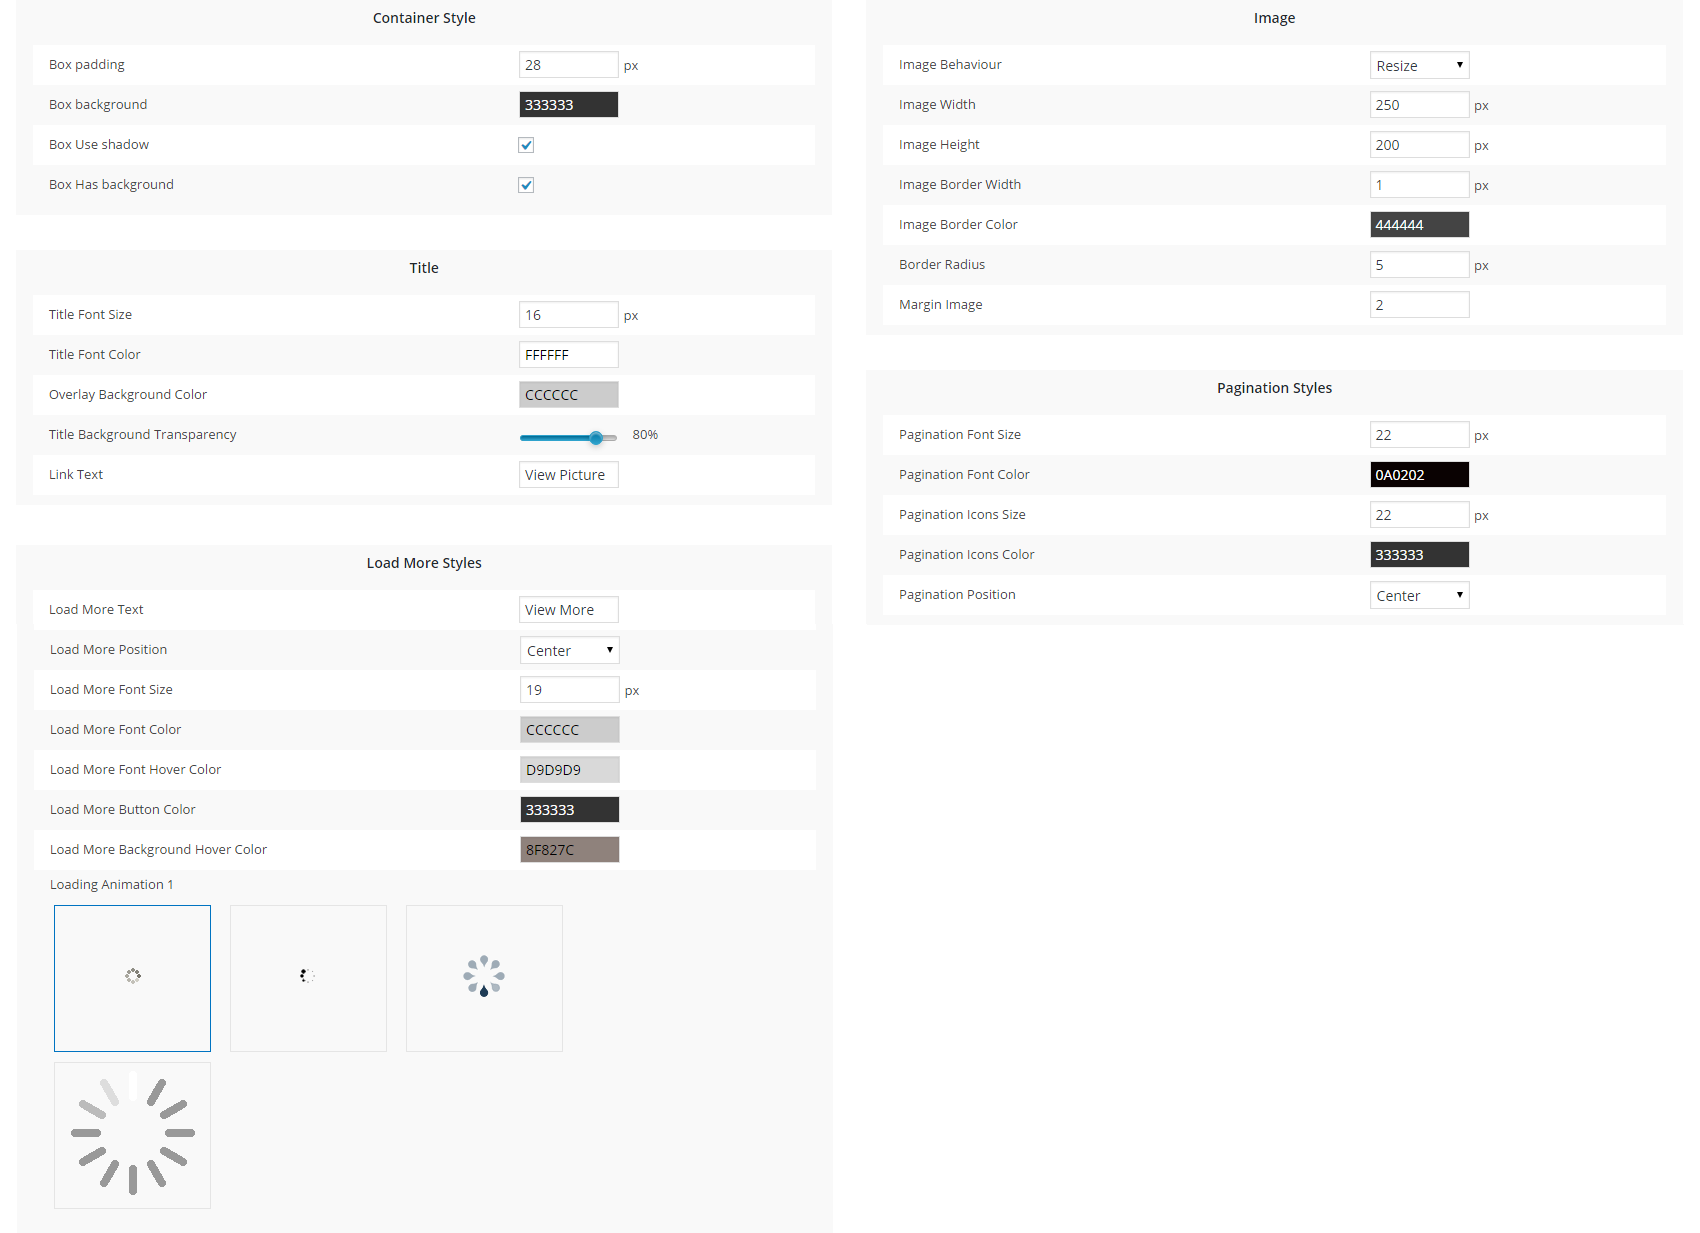 Container Style
Box padding 28 px
Box background 333333
Box Use shadow
Box Has background
Title
Title Font Size 16 px
Title Font Color FFFFFF
Overlay Background Color CCCCCC
Title Background Transparency 80%
Link Text View Picture
Load More Styles
Load More Text View More
Load More Position Center
Load More Font Size 19 px
Load More Font Color CCCCCC
Load More Font Hover Color D9D9D9
Load More Button Color 333333
Load More Background Hover Color 8F827C
Loading Animation 1
Image
Image Behaviour Resize
Image Width 250 px
Image Height 200 px
Image Border Width 1 px
Image Border Color 444444
Border Radius 5 px
Margin Image 2
Pagination Styles
Pagination Font Size 22 px
Pagination Font Color 0A0202
Pagination Icons Size 22 px
Pagination Icons Color 333333
Pagination Position Center